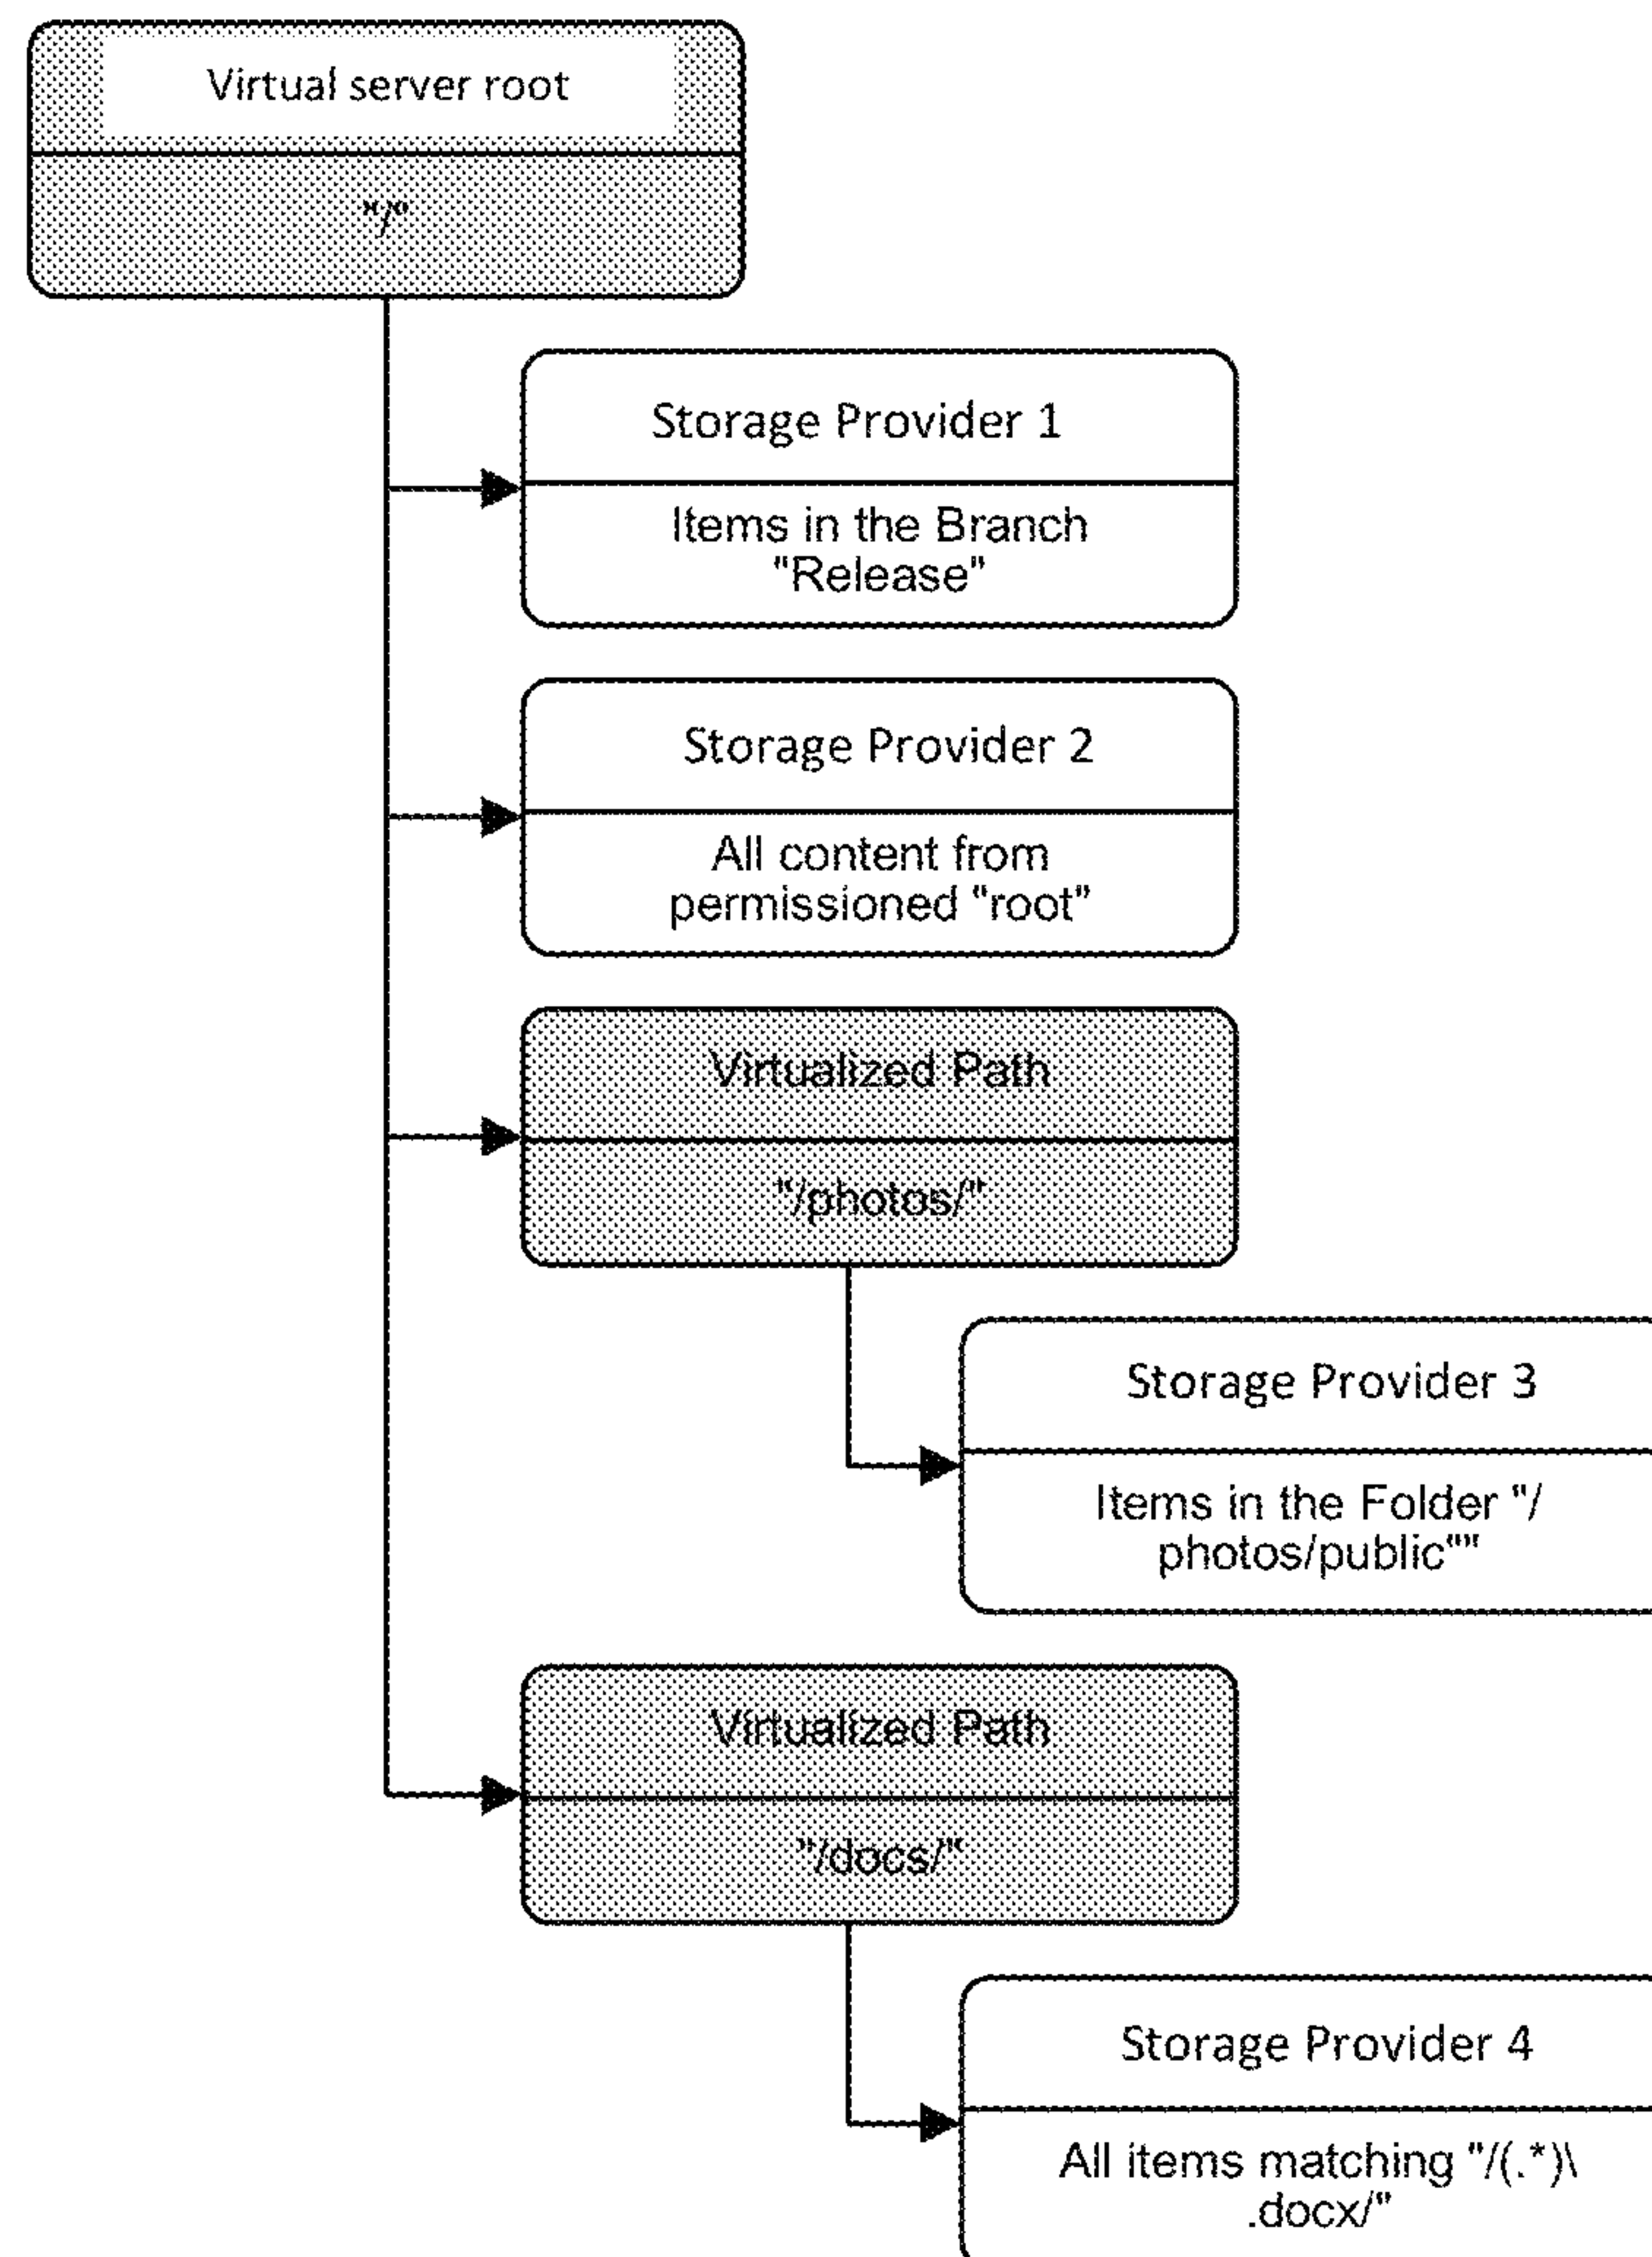 Virtual server root
"/"
Storage Provider 1
Items in the Branch
"Release"
Storage Provider 2
All content from
permissioned "root"
Virtualized Path
"/photos/"
Storage Provider 3
Items in the Folder "/
photos/public""
Virtualized Path
"/docs/"
Storage Provider 4
All items matching "/(.*)\
.docx/"